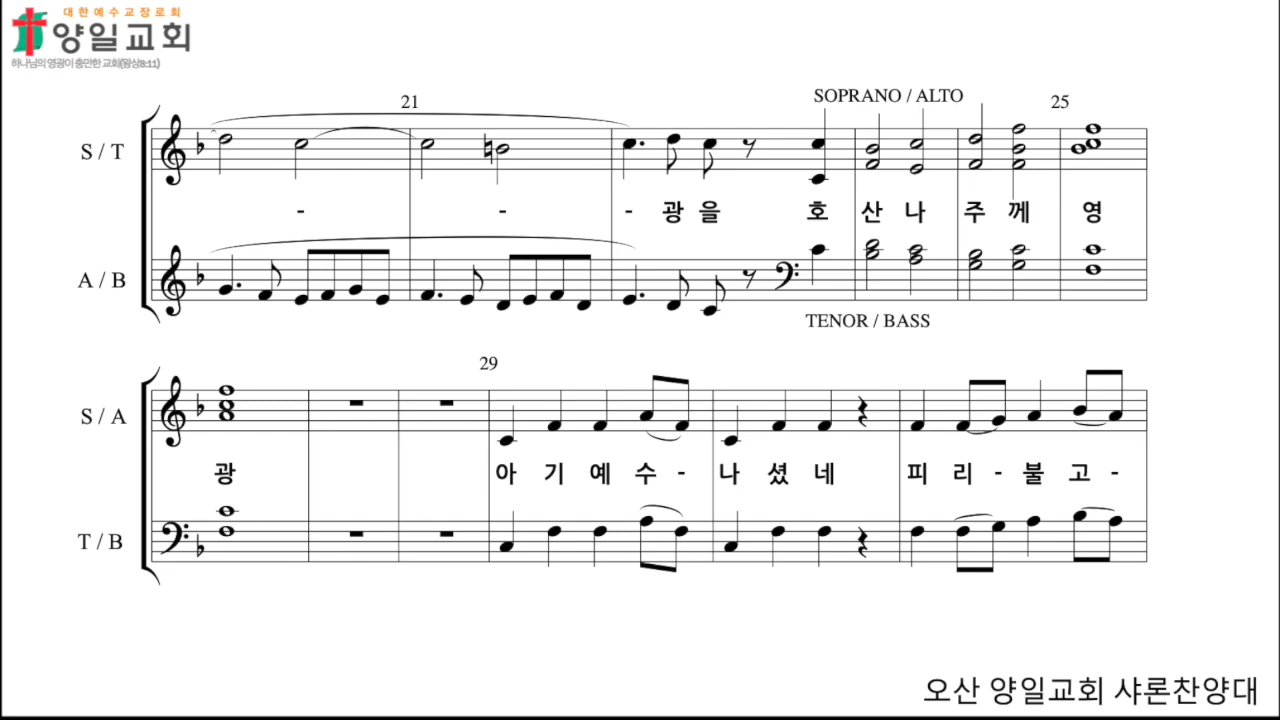 대한예수교장로회
양일교회
하나님의 영광이 충만한 교회(왕상8:11)
21 SOPRANO / ALTO 25
S / T
- - - 광 을 호 산 나 주 께 영
A / B
TENOR / BASS
29
S / A
광 아 기 예 수 - 나 셨 네 피 리 - 불 고 -
T / B
오산 양일교회 샤론찬양대